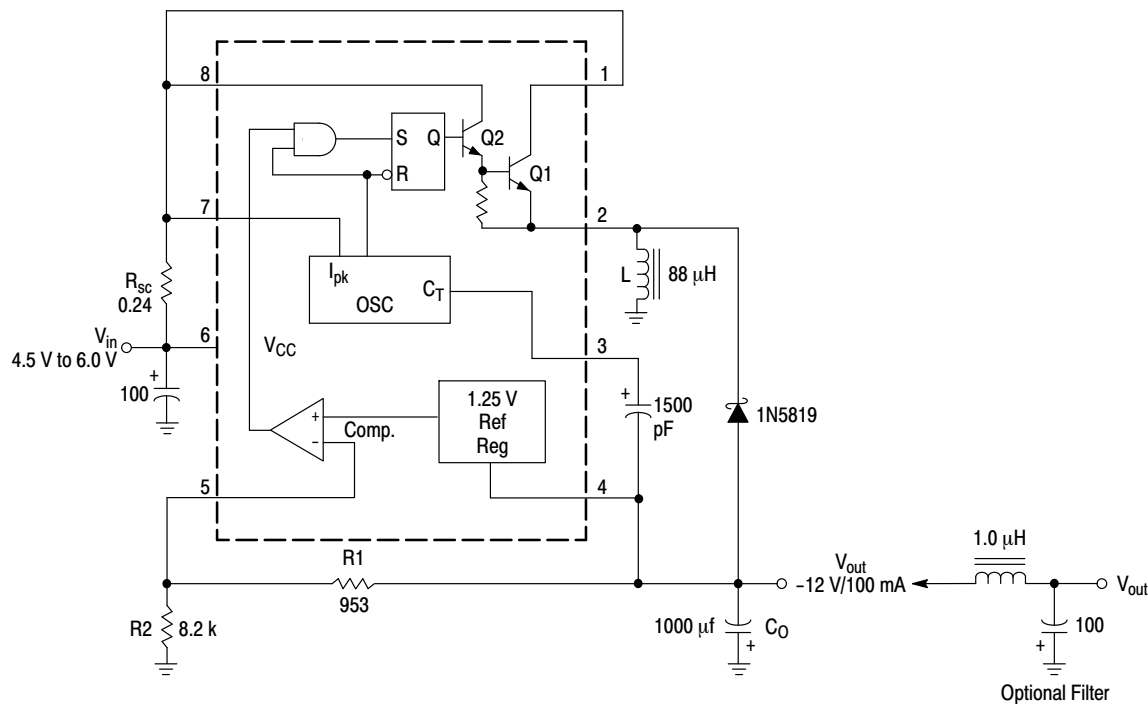 8
1
S
Q
Q2
R
Q1
7
2
Rsc
0.24
Ipk
CT
OSC
L
88 μH
Vin
4.5 V to 6.0 V
6
VCC
3
100
+
1.25 V
Ref
Reg
+
−
Comp.
+
1500
pF
1N5819
5
4
R1
953
1.0 μH
Vout
−12 V/100 mA
Vout
R2
8.2 k
1000 μf
+
CO
100
+
Optional Filter